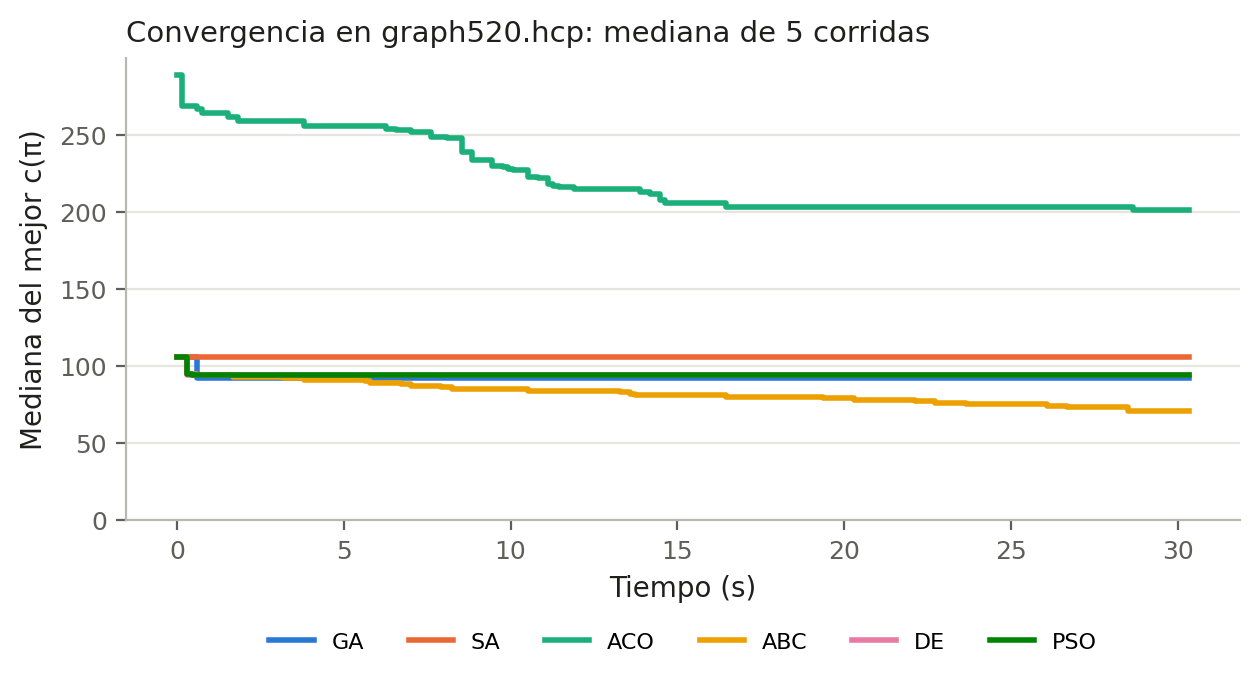 Convergencia en graph520.hcp: mediana de 5 corridas
Mediana del mejor c(π)
250
200
150
100
50
0
0 5 10 15 20 25 30
Tiempo (s)
GA SA ACO ABC DE PSO